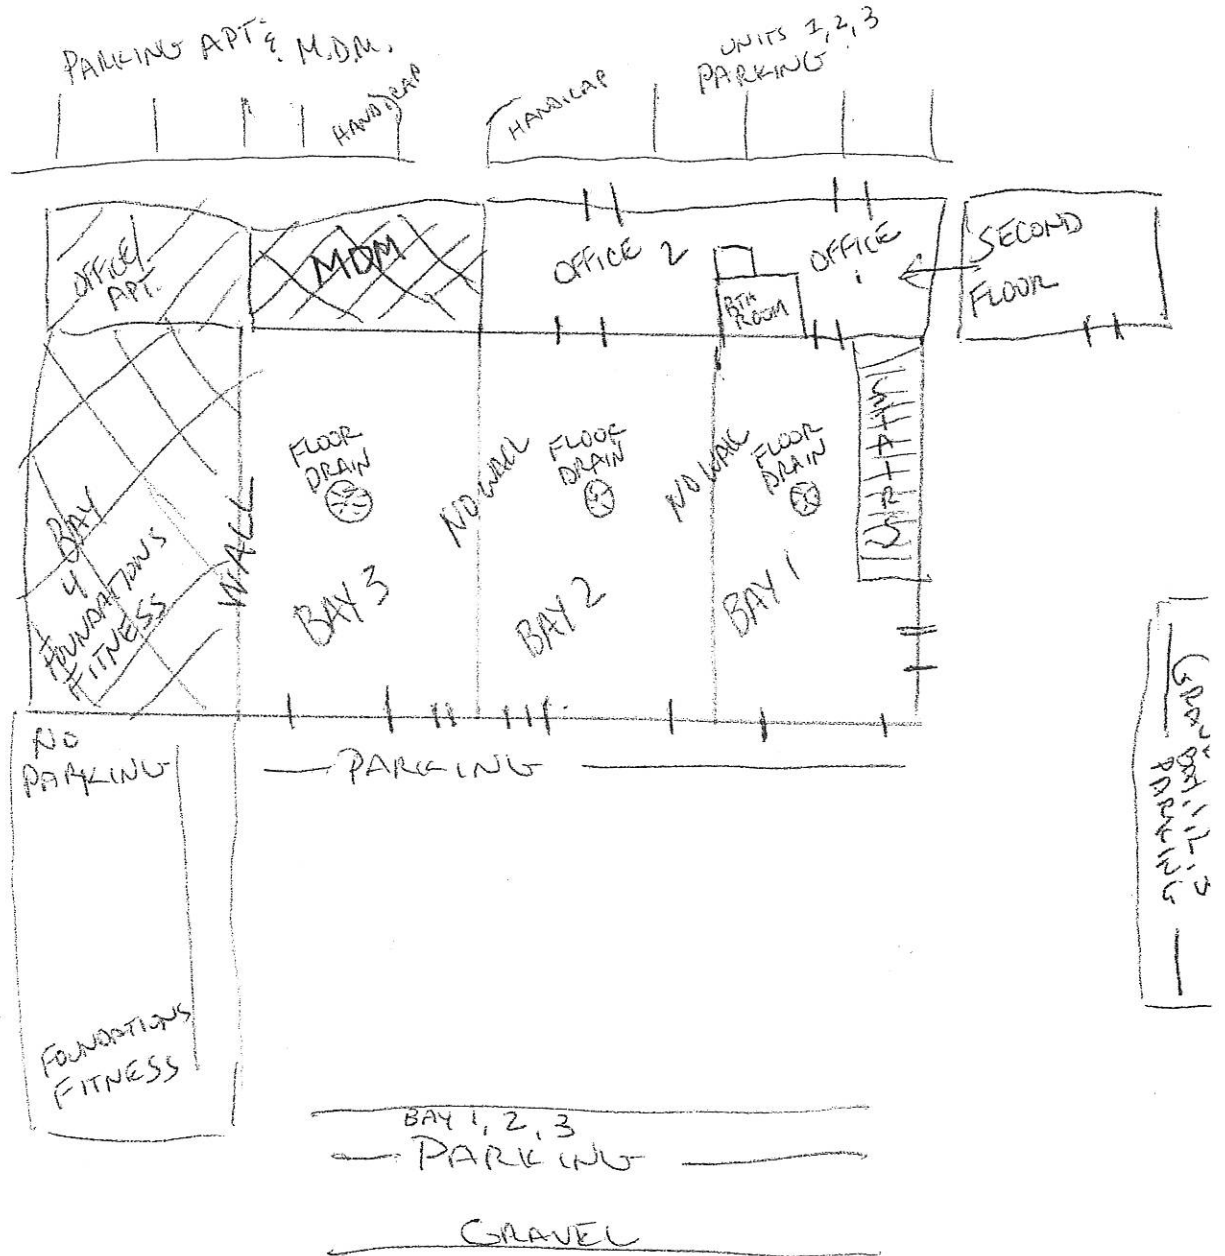 PARKING APT & M.D.M.
HANDICAP
UNITS 1, 2, 3
PARKING
HANDICAP
OFFICE/
APT.
MDM
OFFICE 2
BTH
ROOM
OFFICE
1
SECOND
FLOOR
FLOOR
DRAIN
NO WALL
FLOOR
DRAIN
NO WALL
FLOOR
DRAIN
STAIRS
BAY
4
FOUNDATIONS
FITNESS
WALL
BAY 3
BAY 2
BAY 1
NO
PARKING
PARKING
PARKING
FOUNDATIONS
FITNESS
BAY 1, 2, 3
PARKING
GRAVEL